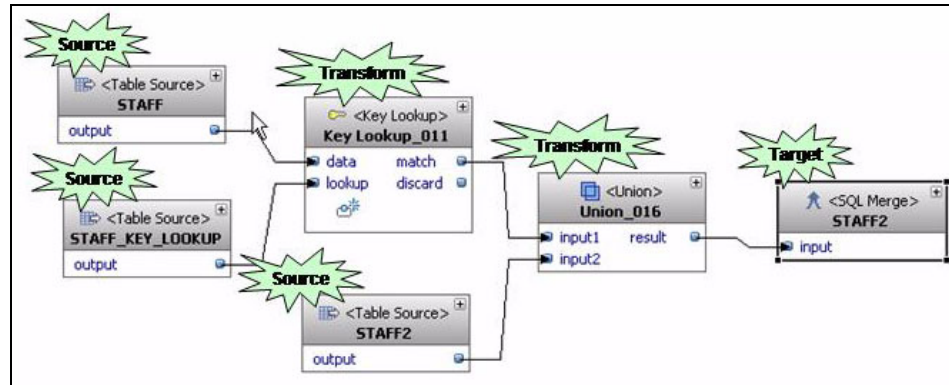 Source
<Table Source>
STAFF
output
Transform
<Key Lookup>
Key Lookup_011
data match
lookup discard
Source
<Table Source>
STAFF_KEY_LOOKUP
output
Source
<Table Source>
STAFF2
output
Transform
<Union>
Union_016
input1 result
input2
Target
<SQL Merge>
STAFF2
input